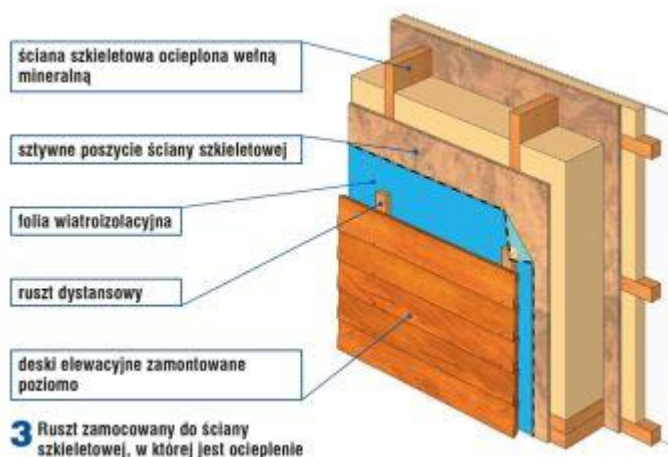 ściana szkieletowa ocieplona wełną
mineralną
sztywne poszycie ściany szkieletowej
folia wiatroizolacyjna
ruszt dystansowy
deski elewacyjne zamontowane
poziomo
3 Ruszt zamocowany do ściany
szkieletowej, w której jest ocieplenie